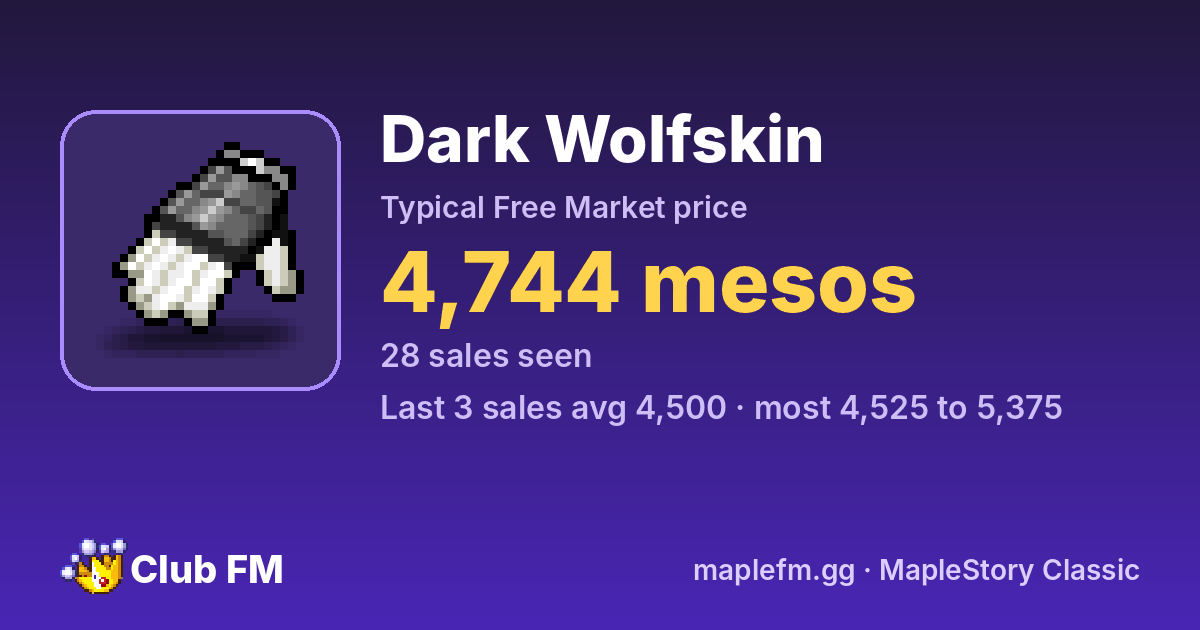 Dark Wolfskin
Typical Free Market price
4,744 mesos
28 sales seen
Last 3 sales avg 4,500 · most 4,525 to 5,375
Club FM
maplefm.gg · MapleStory Classic